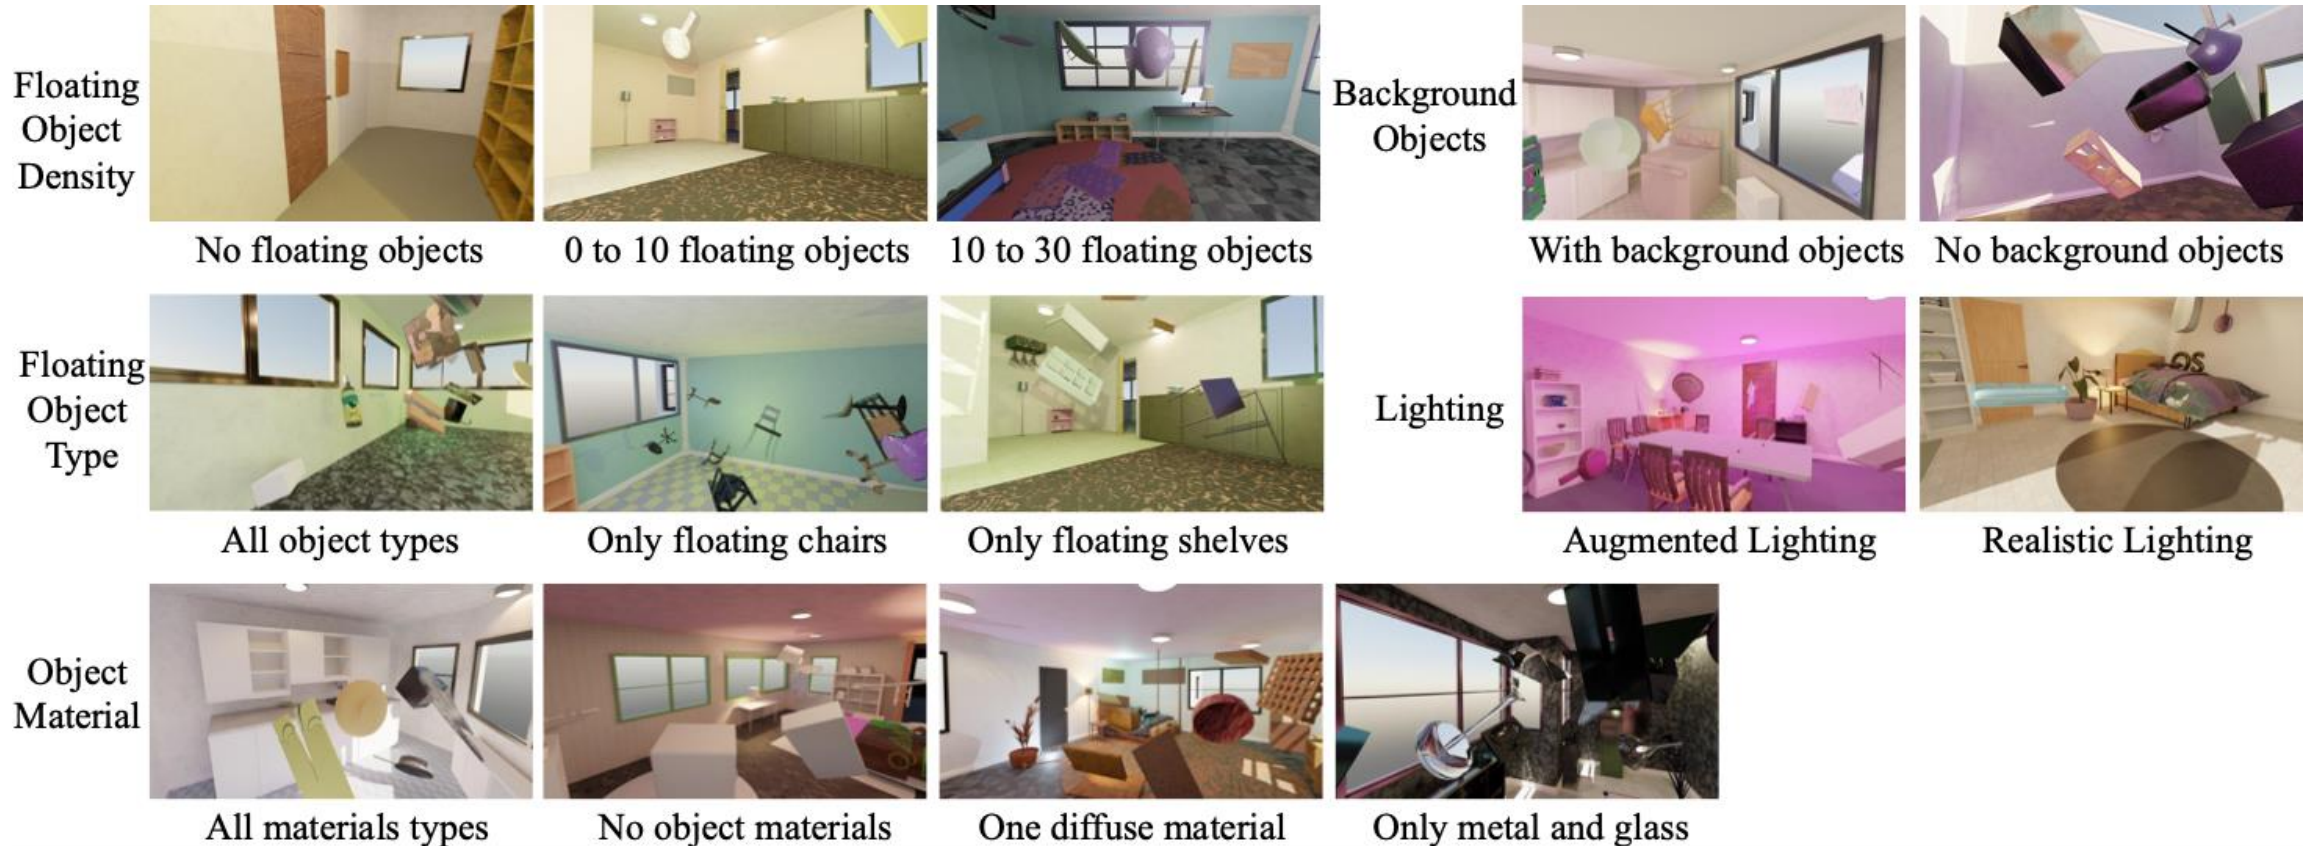 Floating
Object
Density
No floating objects
0 to 10 floating objects
10 to 30 floating objects
Background
Objects
With background objects
No background objects
Floating
Object
Type
All object types
Only floating chairs
Only floating shelves
Lighting
Augmented Lighting
Realistic Lighting
Object
Material
All materials types
No object materials
One diffuse material
Only metal and glass